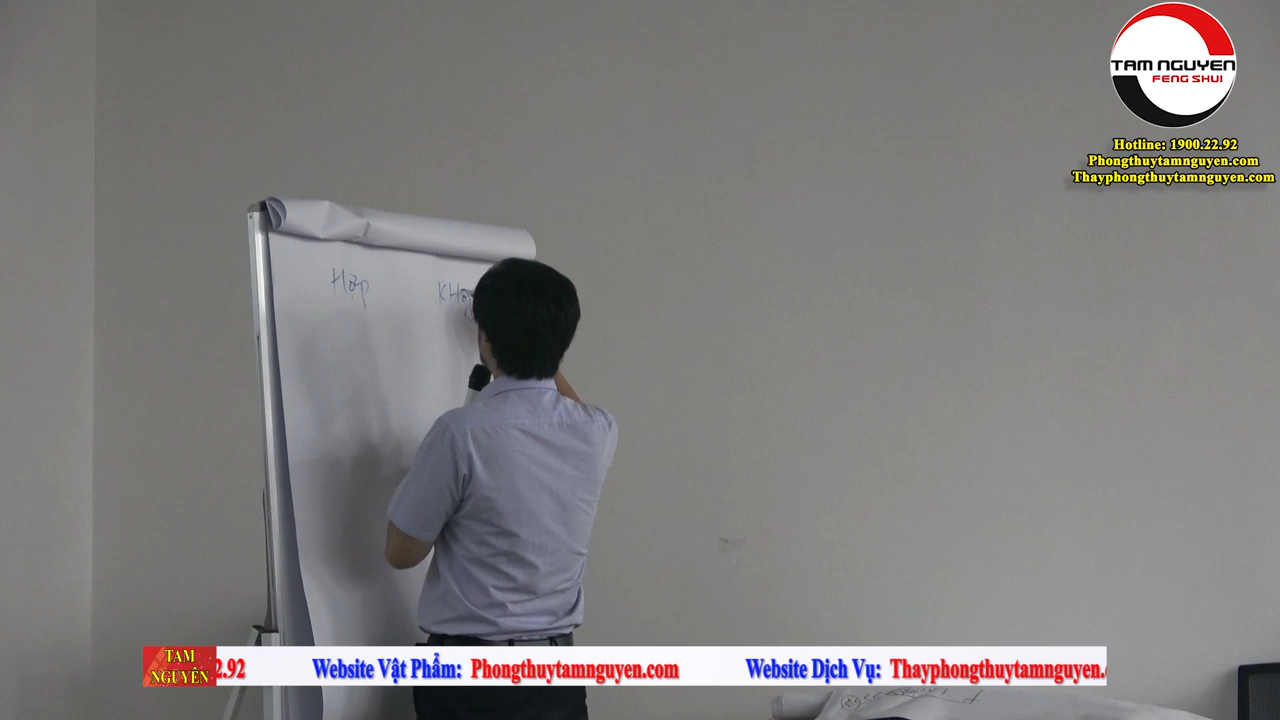 TAM NGUYEN
FENG SHUI
Hotline: 1900.22.92
Phongthuytamnguyen.com
Thayphongthuytamnguyen.com
Hợp
TAM
NGUYÊN
2.92 Website Vật Phẩm: Phongthuytamnguyen.com Website Dịch Vụ: Thayphongthuytamnguyen.c